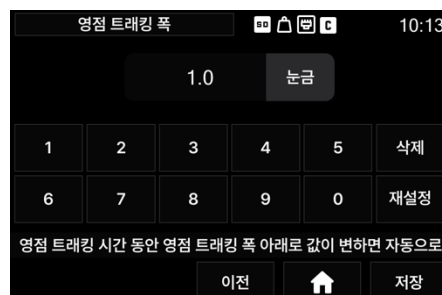 영점 트래킹 폭 SD C 10:13
1.0 눈금
1 2 3 4 5 삭제
6 7 8 9 0 재설정
영점 트래킹 시간 동안 영점 트래킹 폭 아래로 값이 변하면 자동으로
이전 저장